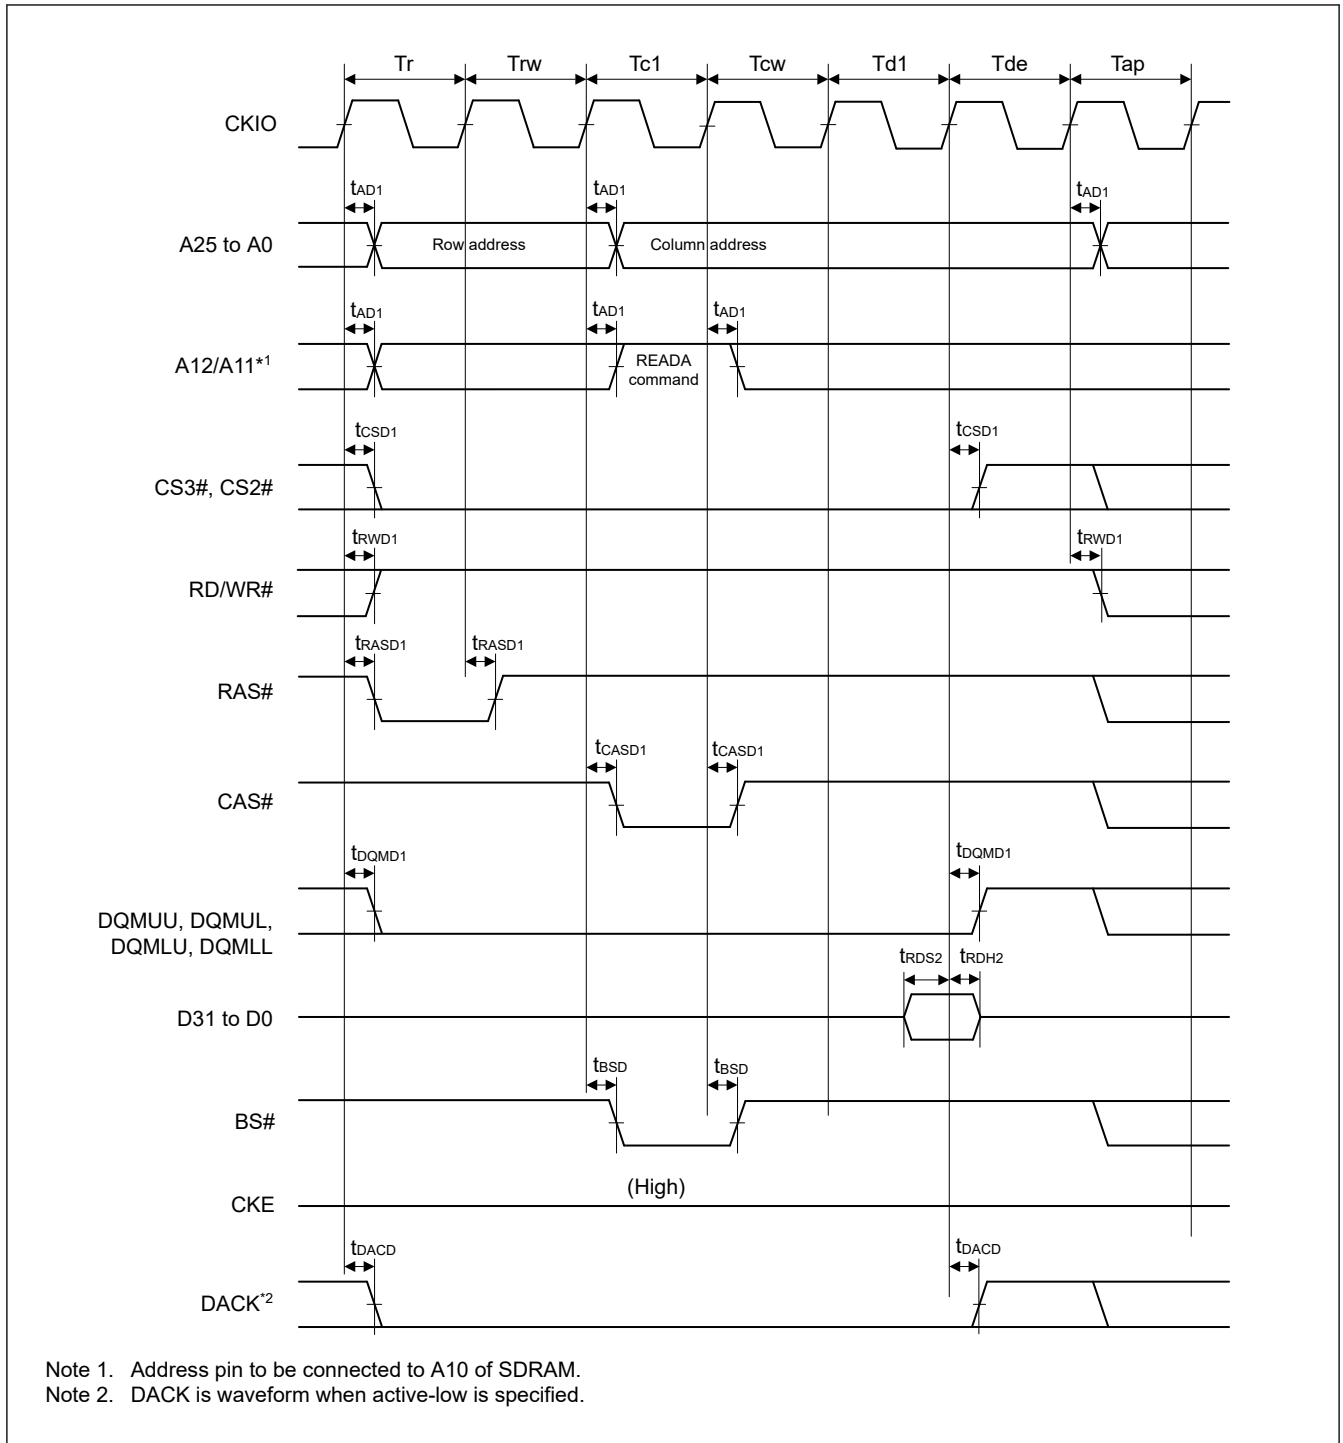 Tr Trw Tc1 Tcw Td1 Tde Tap
CKIO
tAD1 tAD1 tAD1
A25 to A0 Row address Column address
tAD1 tAD1 tAD1
A12/A11*1 READA
command
tCSD1 tCSD1
CS3#, CS2#
tRWD1 tRWD1
RD/WR#
tRASD1 tRASD1
RAS#
tCASD1 tCASD1
CAS#
tDQMD1 tDQMD1
DQMUU, DQMUL,
DQMLU, DQMLL
tRDS2 tRDH2
D31 to D0
tBSD tBSD
BS#
(High)
CKE
tDACD tDACD
DACK*2
Note 1. Address pin to be connected to A10 of SDRAM.
Note 2. DACK is waveform when active-low is specified.